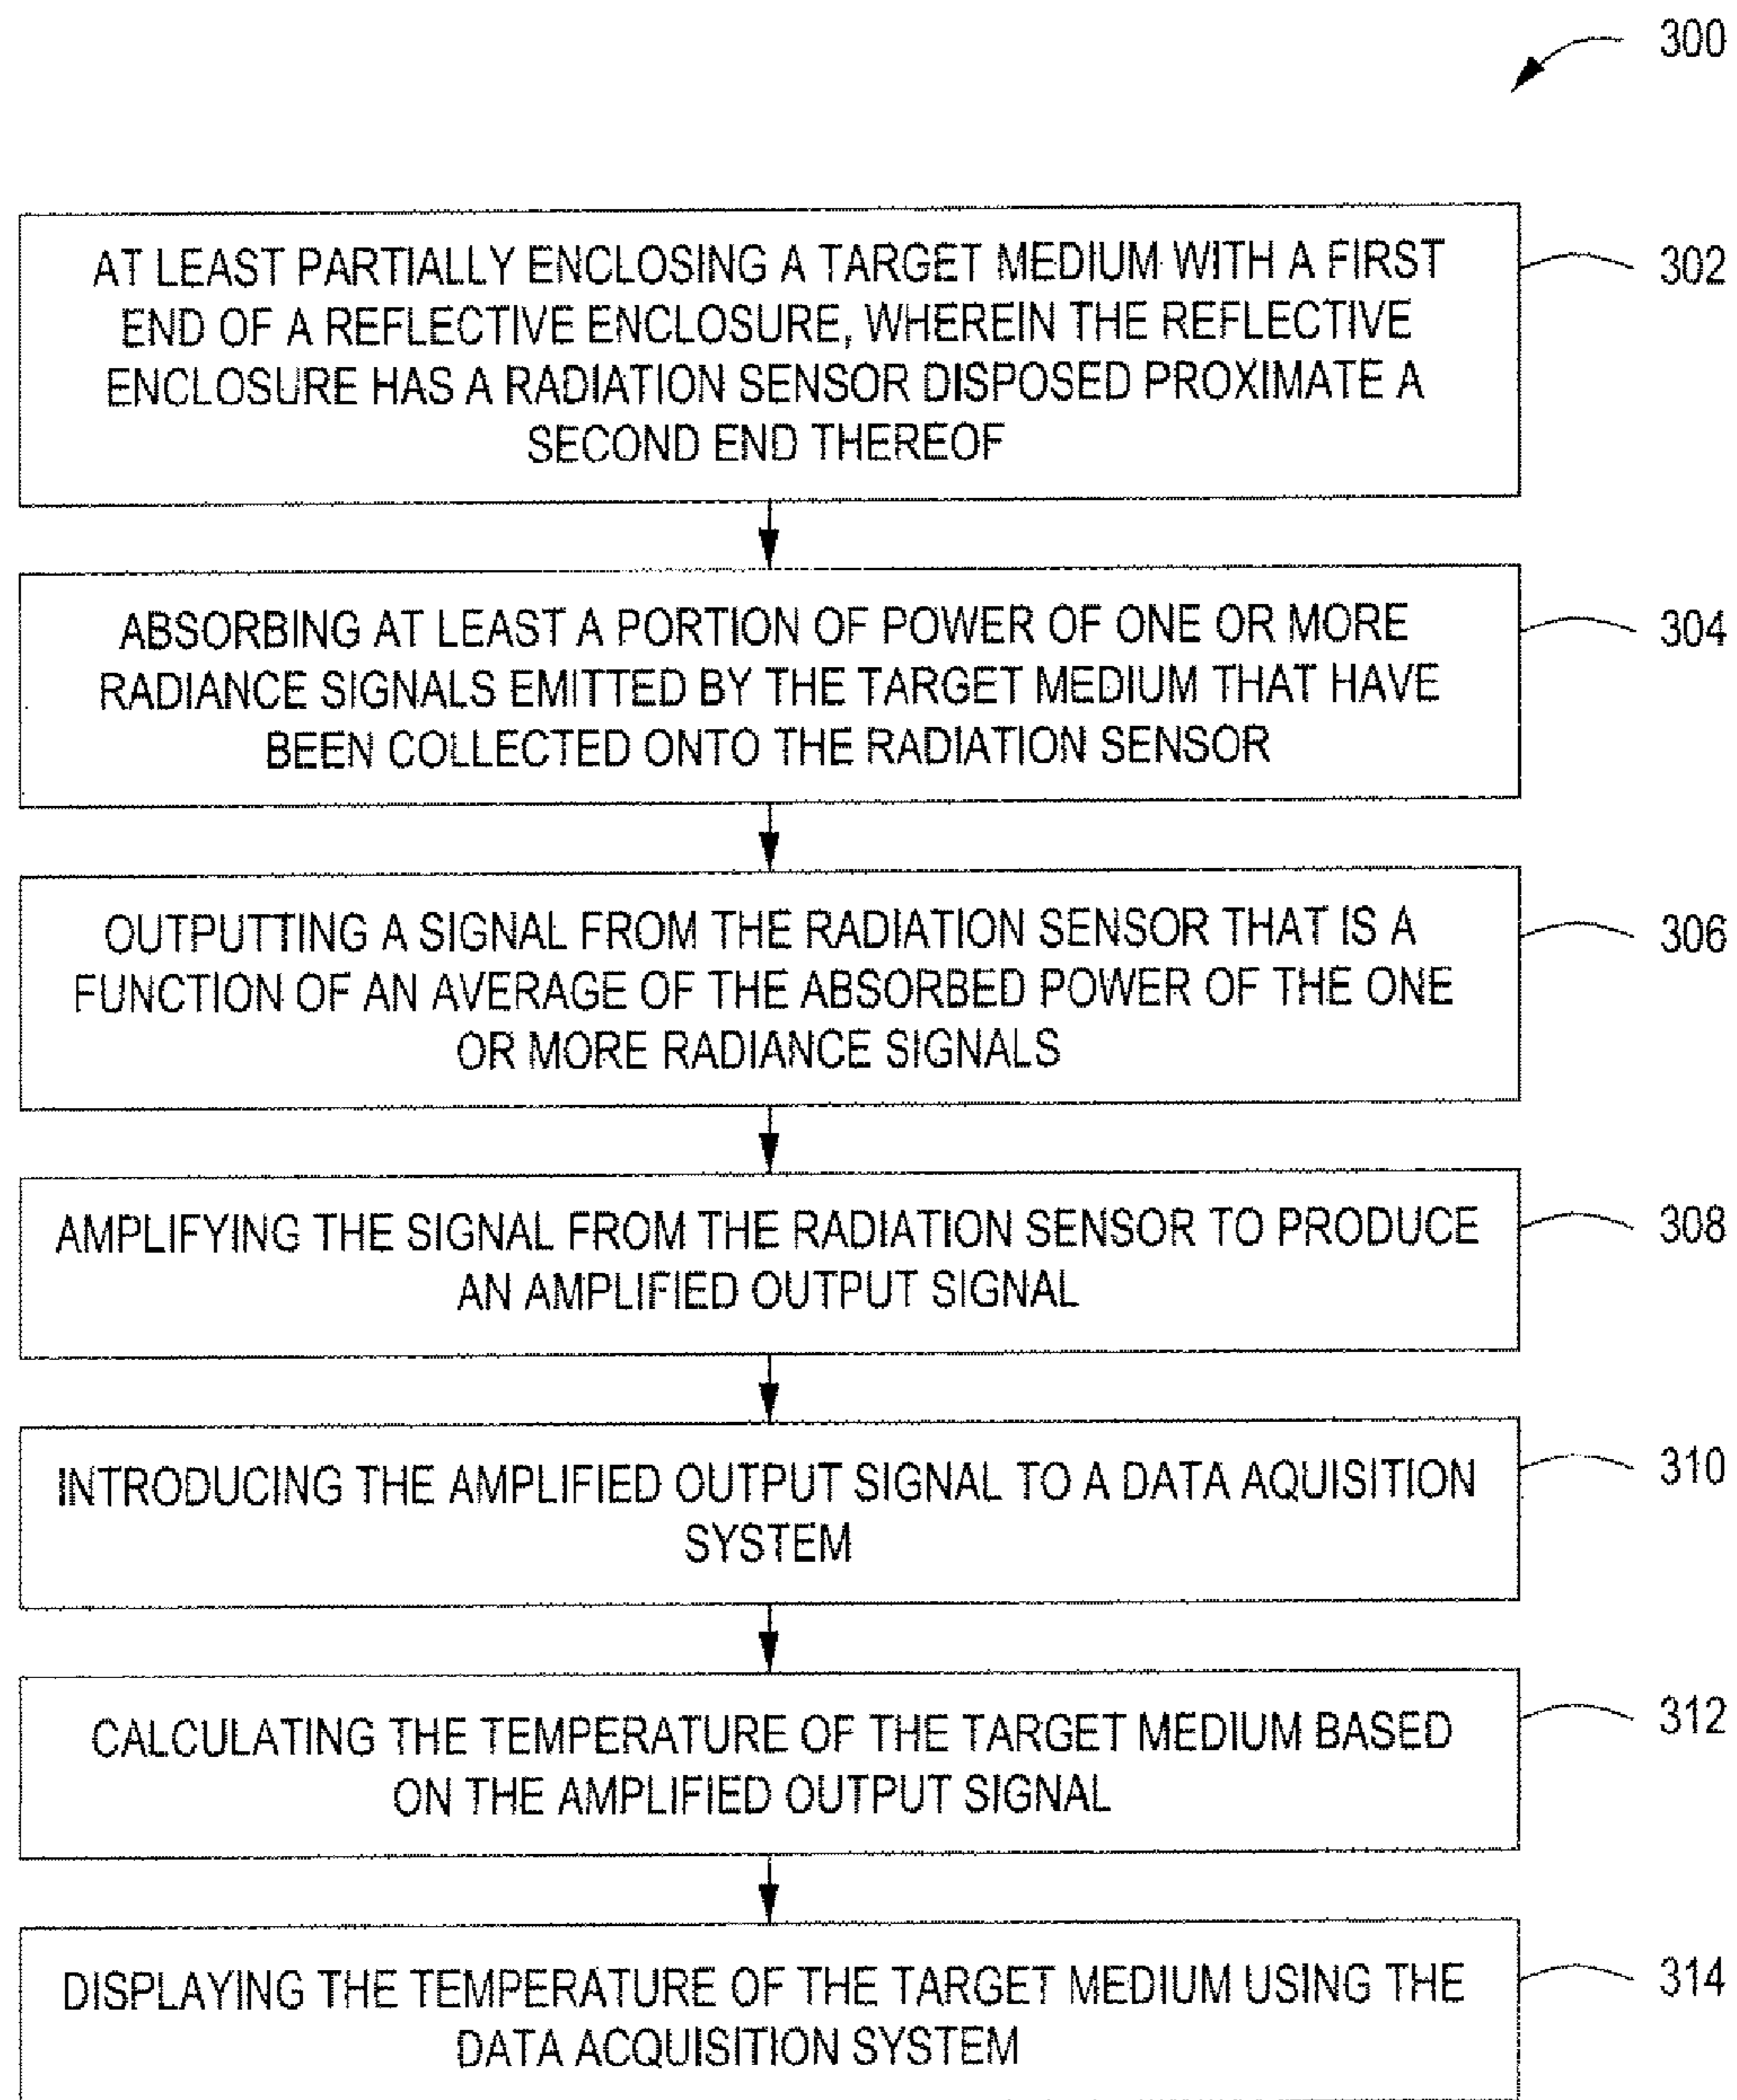 300
AT LEAST PARTIALLY ENCLOSING A TARGET MEDIUM WITH A FIRST
END OF A REFLECTIVE ENCLOSURE, WHEREIN THE REFLECTIVE
ENCLOSURE HAS A RADIATION SENSOR DISPOSED PROXIMATE A
SECOND END THEREOF
302
ABSORBING AT LEAST A PORTION OF POWER OF ONE OR MORE
RADIANCE SIGNALS EMITTED BY THE TARGET MEDIUM THAT HAVE
BEEN COLLECTED ONTO THE RADIATION SENSOR
304
OUTPUTTING A SIGNAL FROM THE RADIATION SENSOR THAT IS A
FUNCTION OF AN AVERAGE OF THE ABSORBED POWER OF THE ONE
OR MORE RADIANCE SIGNALS
306
AMPLIFYING THE SIGNAL FROM THE RADIATION SENSOR TO PRODUCE
AN AMPLIFIED OUTPUT SIGNAL
308
INTRODUCING THE AMPLIFIED OUTPUT SIGNAL TO A DATA AQUISITION
SYSTEM
310
CALCULATING THE TEMPERATURE OF THE TARGET MEDIUM BASED
ON THE AMPLIFIED OUTPUT SIGNAL
312
DISPLAYING THE TEMPERATURE OF THE TARGET MEDIUM USING THE
DATA ACQUISITION SYSTEM
314